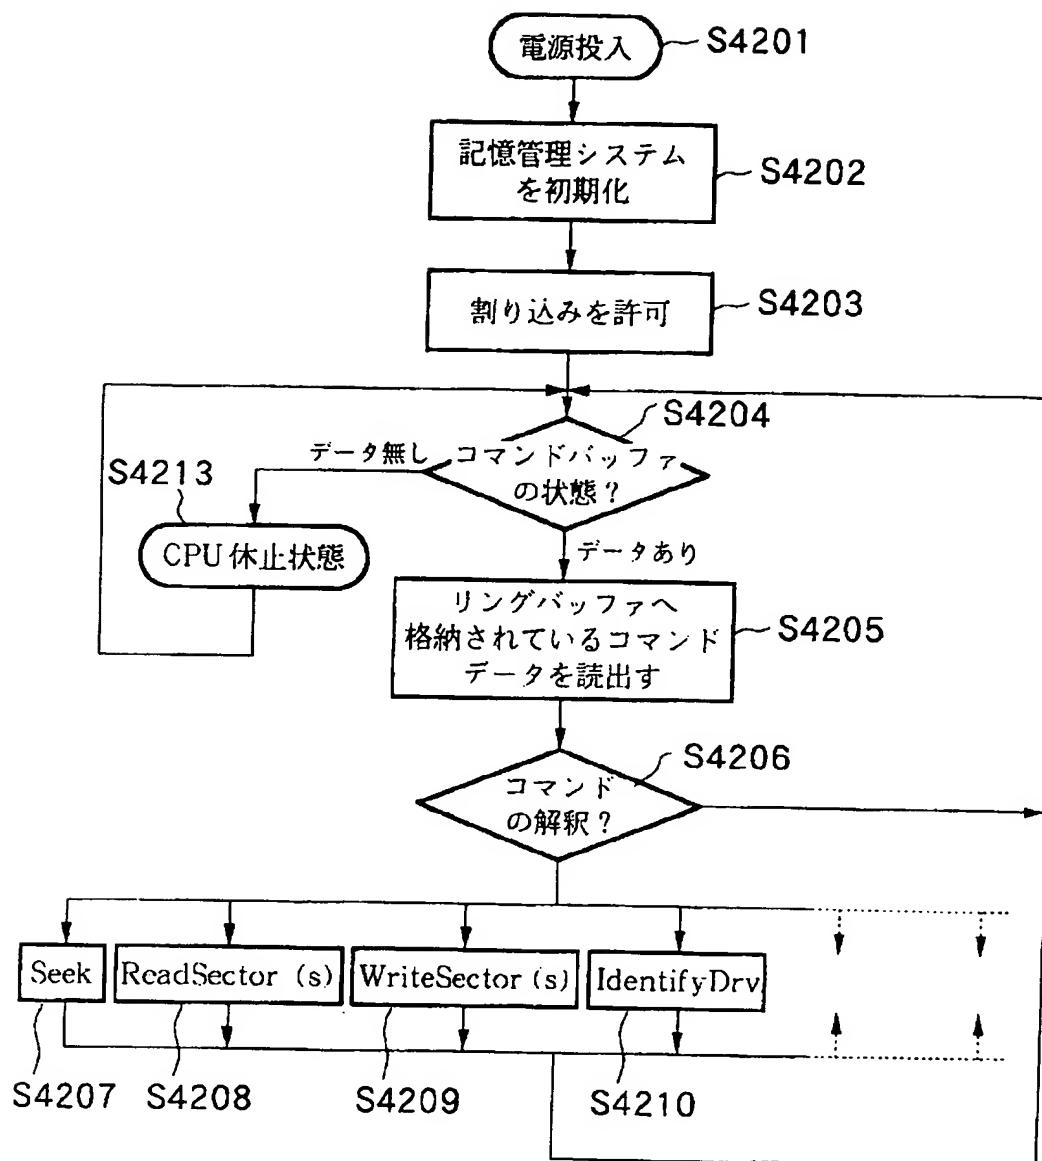 電源投入
S4201
記憶管理システム
を初期化
S4202
割り込みを許可
S4203
S4204
データ無し
コマンドバッファ
の状態?
S4213
CPU休止状態
データあり
リングバッファへ
格納されているコマンド
データを読出す
S4205
S4206
コマンド
の解釈?
Seek
ReadSector (s)
WriteSector (s)
IdentifyDrv
S4207
S4208
S4209
S4210